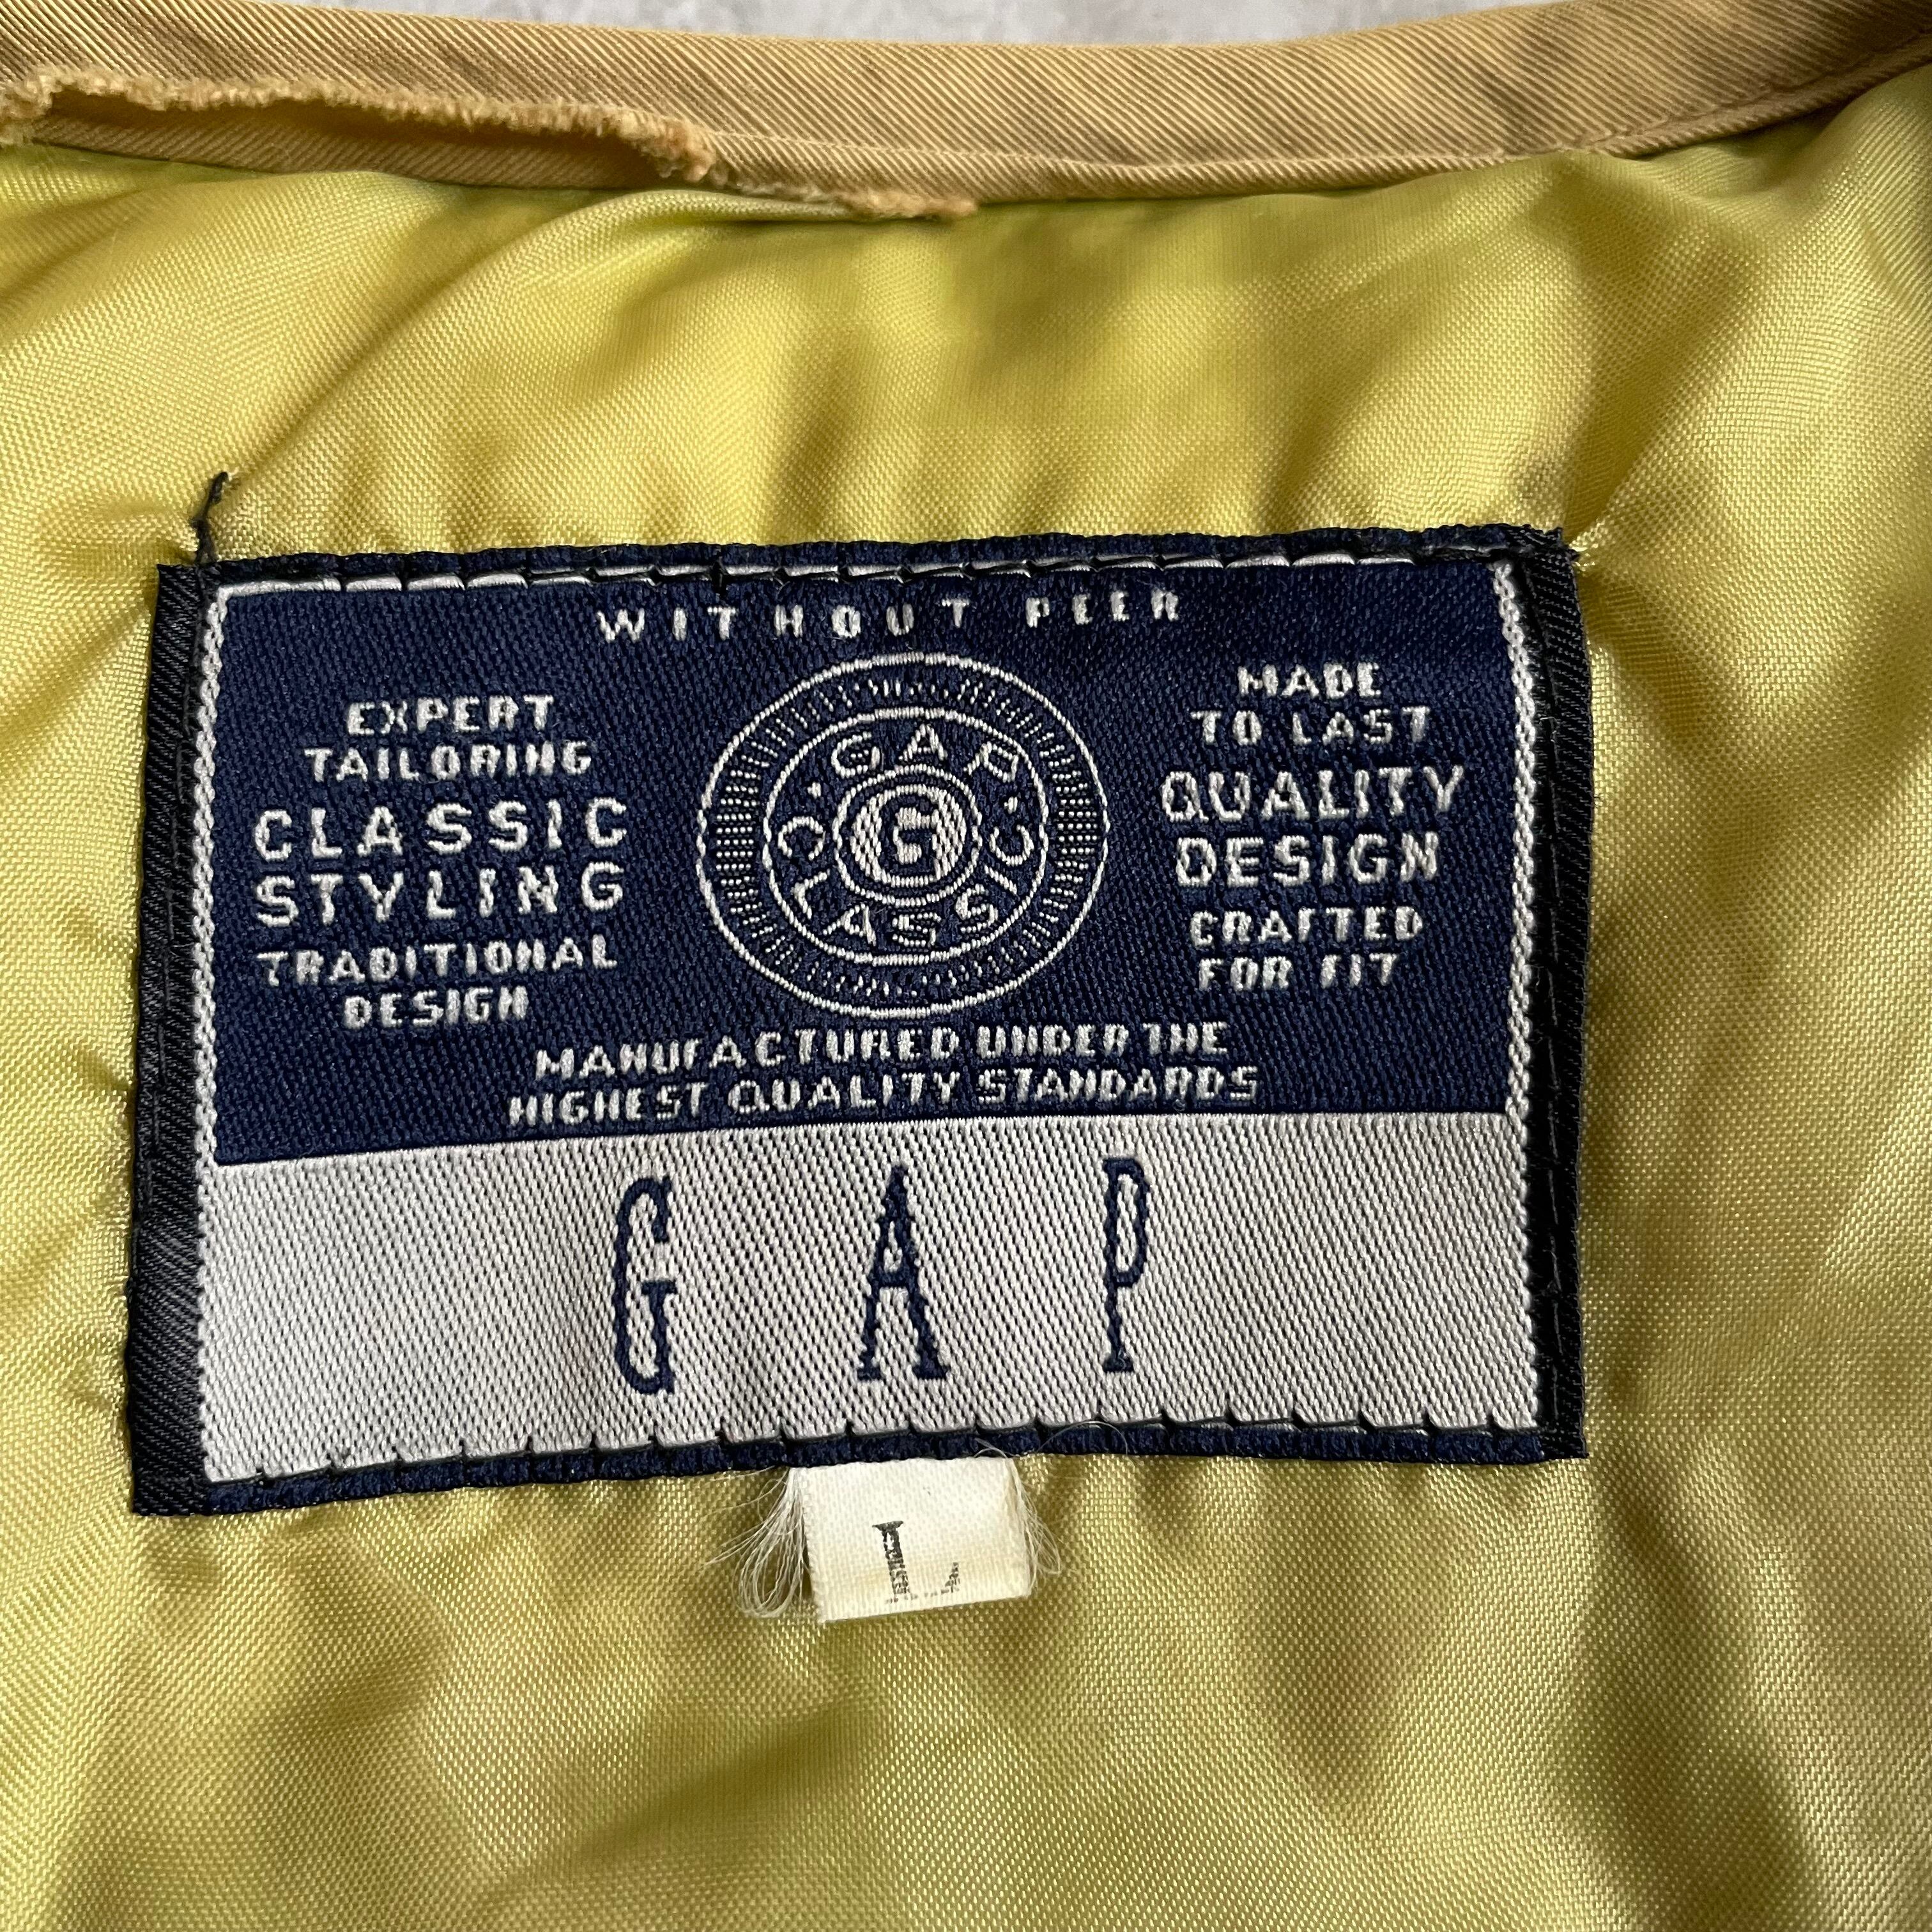 WITHOUT PEER
EXPERT
TAILORING
CLASSIC
STYLING
TRADITIONAL
DESIGN
GAP
G
CLASSIC
MADE
TO LAST
QUALITY
DESIGN
CRAFTED
FOR FIT
MANUFACTURED UNDER THE
HIGHEST QUALITY STANDARDS
GAP
L